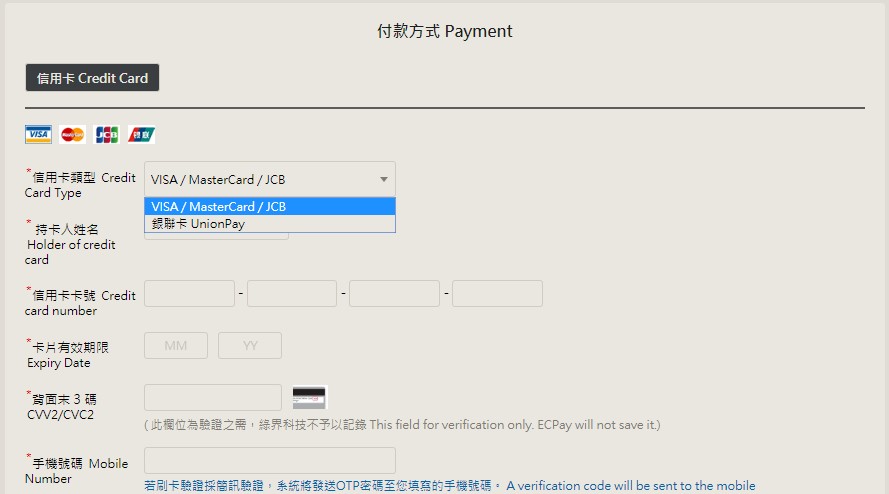 付款方式 Payment
信用卡 Credit Card
VISA MasterCard JCB 銀聯
*信用卡類型 Credit
Card Type
VISA / MasterCard / JCB
VISA / MasterCard / JCB
銀聯卡 UnionPay
* 持卡人姓名
Holder of credit
card
*信用卡卡號 Credit
card number
- - -
*卡片有效期限
Expiry Date
MM YY
*背面末 3 碼
CVV2/CVC2
( 此欄位為驗證之需，綠界科技不予以記錄 This field for verification only. ECPay will not save it.)
*手機號碼 Mobile
Number
若刷卡驗證採簡訊驗證，系統將發送OTP密碼至您填寫的手機號碼。 A verification code will be sent to the mobile